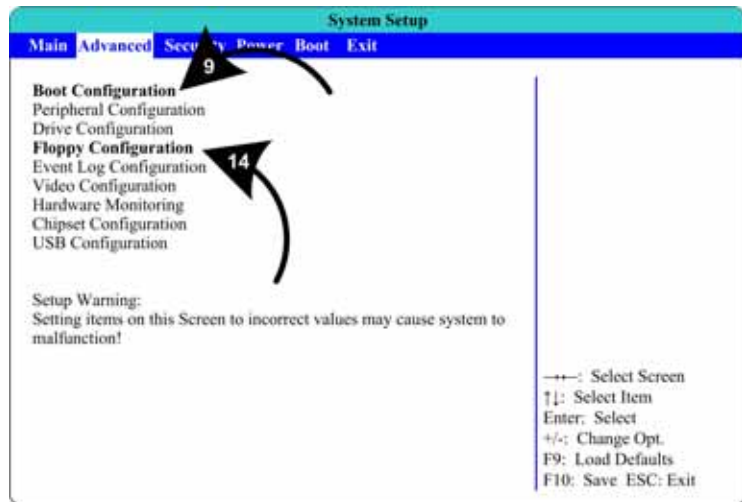 System Setup
Main Advanced Security Power Boot Exit
9
Boot Configuration
Peripheral Configuration
Drive Configuration
Floppy Configuration
14
Event Log Configuration
Video Configuration
Hardware Monitoring
Chipset Configuration
USB Configuration
Setup Warning:
Setting items on this Screen to incorrect values may cause system to
malfunction!
→←: Select Screen
↑↓: Select Item
Enter: Select
+/-: Change Opt.
F9: Load Defaults
F10: Save ESC: Exit